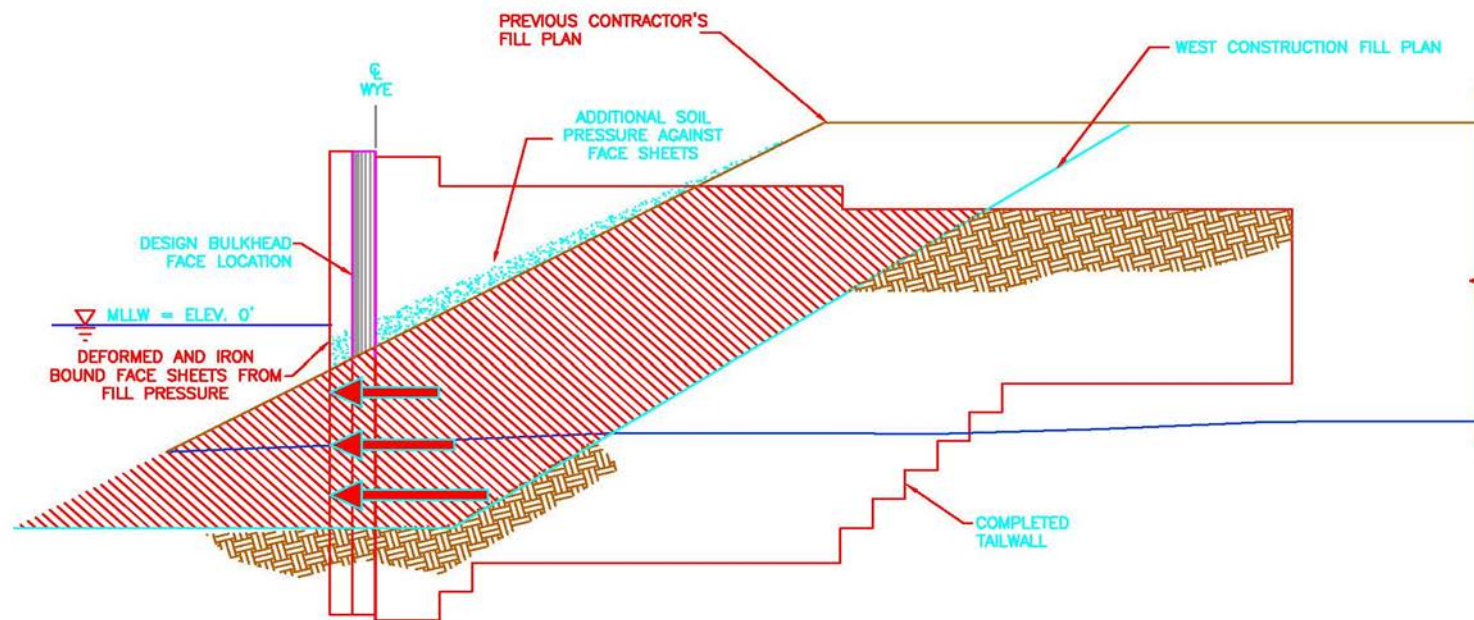 PREVIOUS CONTRACTOR'S
FILL PLAN
WEST CONSTRUCTION FILL PLAN
℄
WYE
ADDITIONAL SOIL
PRESSURE AGAINST
FACE SHEETS
DESIGN BULKHEAD
FACE LOCATION
MLLW = ELEV. 0'
DEFORMED AND IRON
BOUND FACE SHEETS FROM
FILL PRESSURE
COMPLETED
TAILWALL